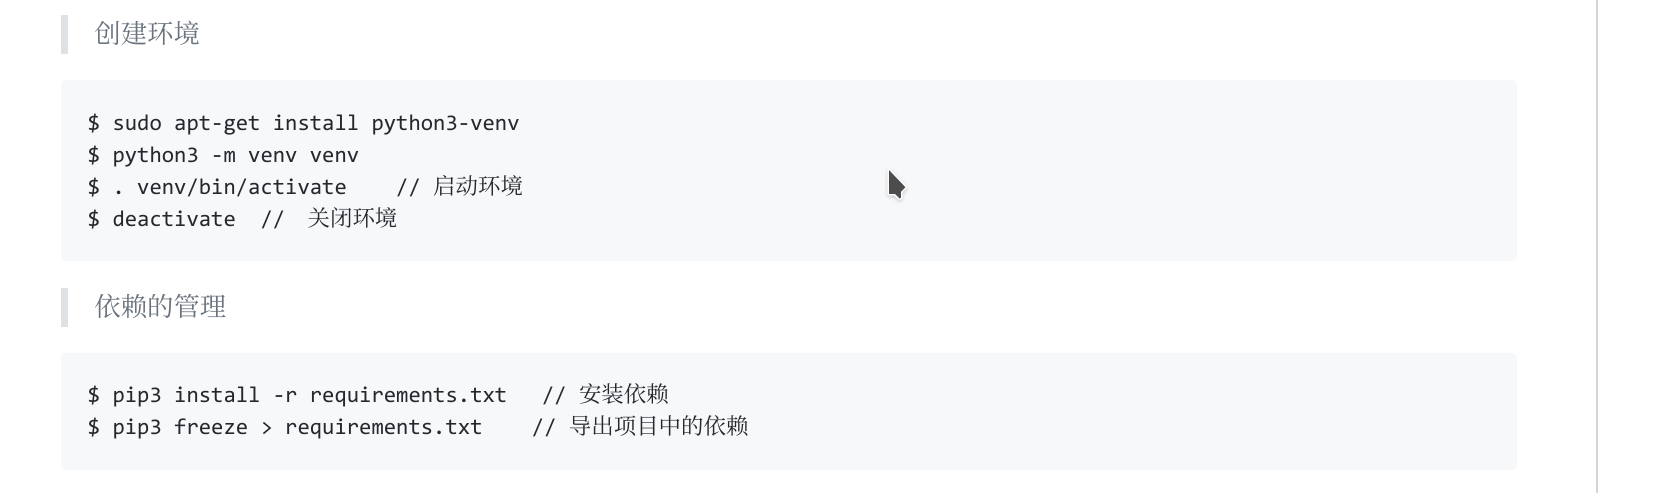 创建环境
$ sudo apt-get install python3-venv
$ python3 -m venv venv
$ . venv/bin/activate    // 启动环境
$ deactivate  //  关闭环境
依赖的管理
$ pip3 install -r requirements.txt   // 安装依赖
$ pip3 freeze > requirements.txt    // 导出项目中的依赖